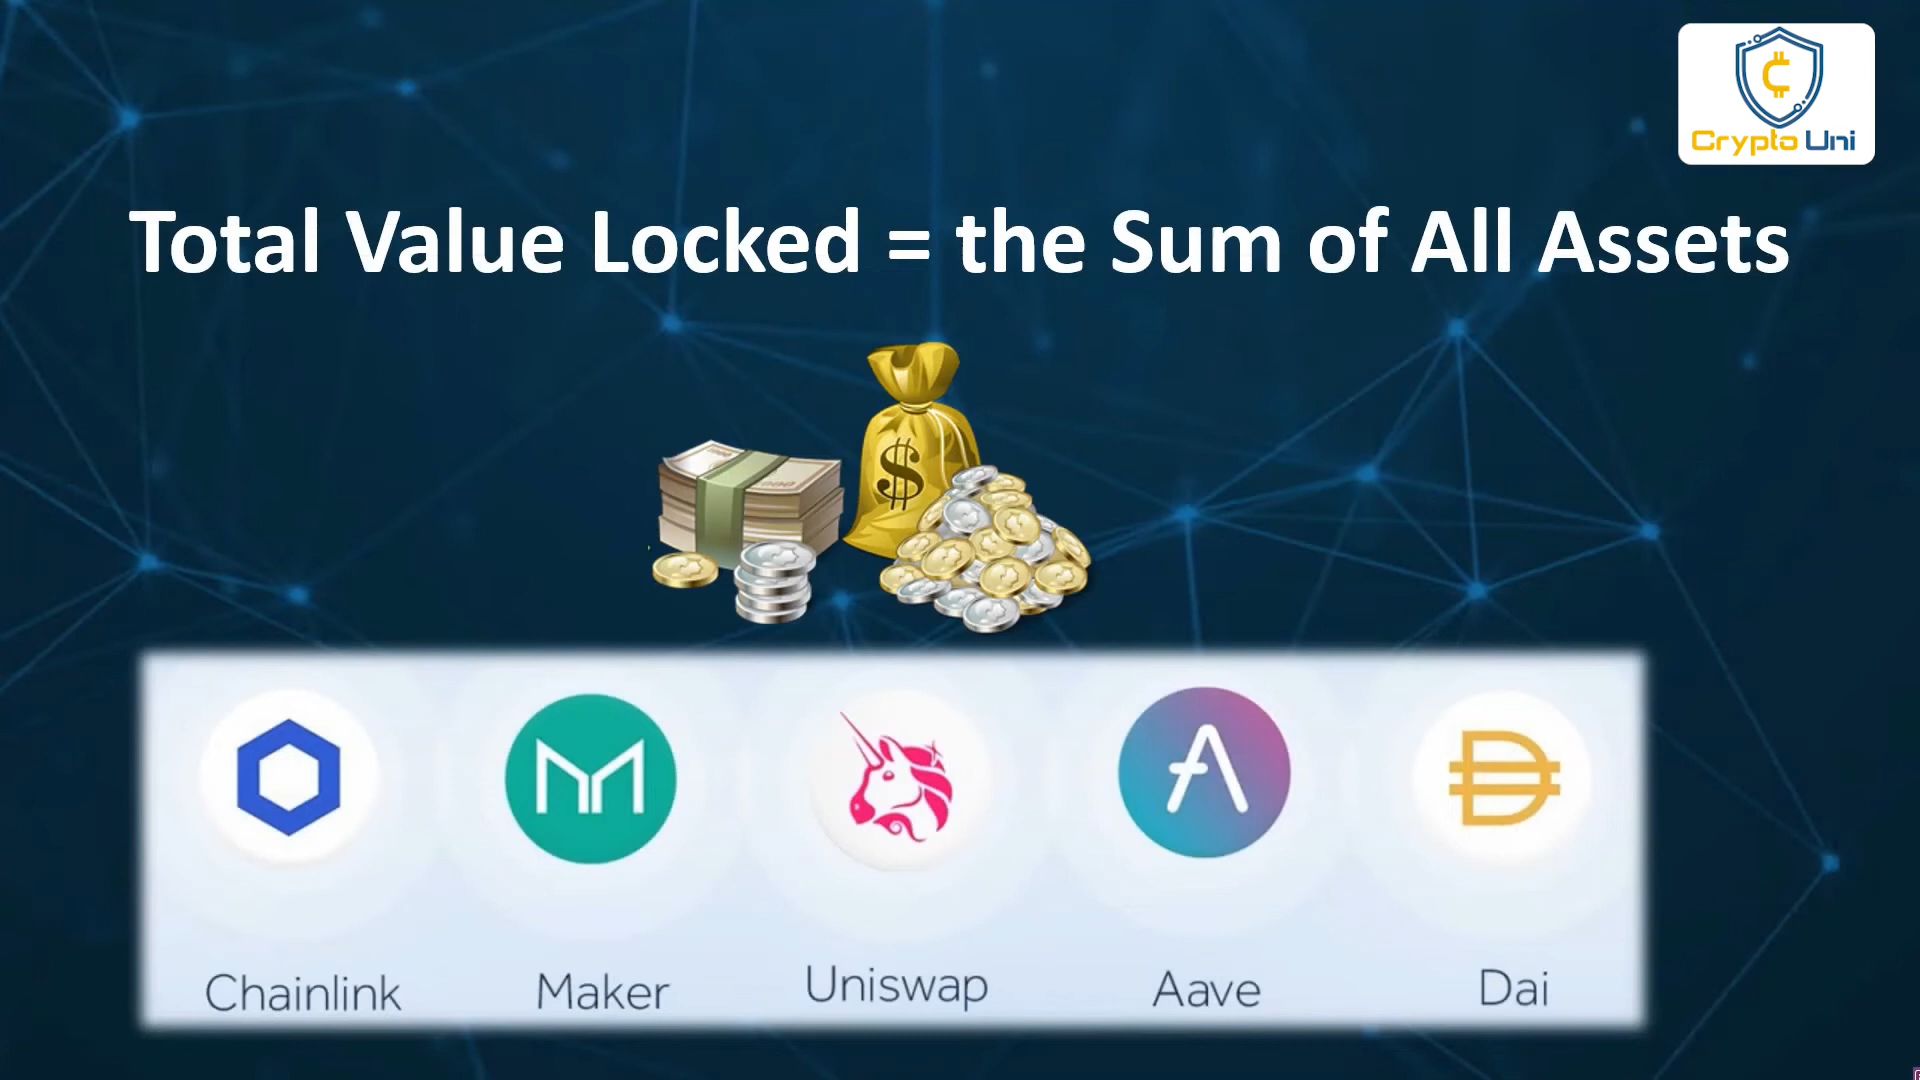 Crypto Uni
Total Value Locked = the Sum of All Assets
$
Chainlink Maker Uniswap Aave Dai